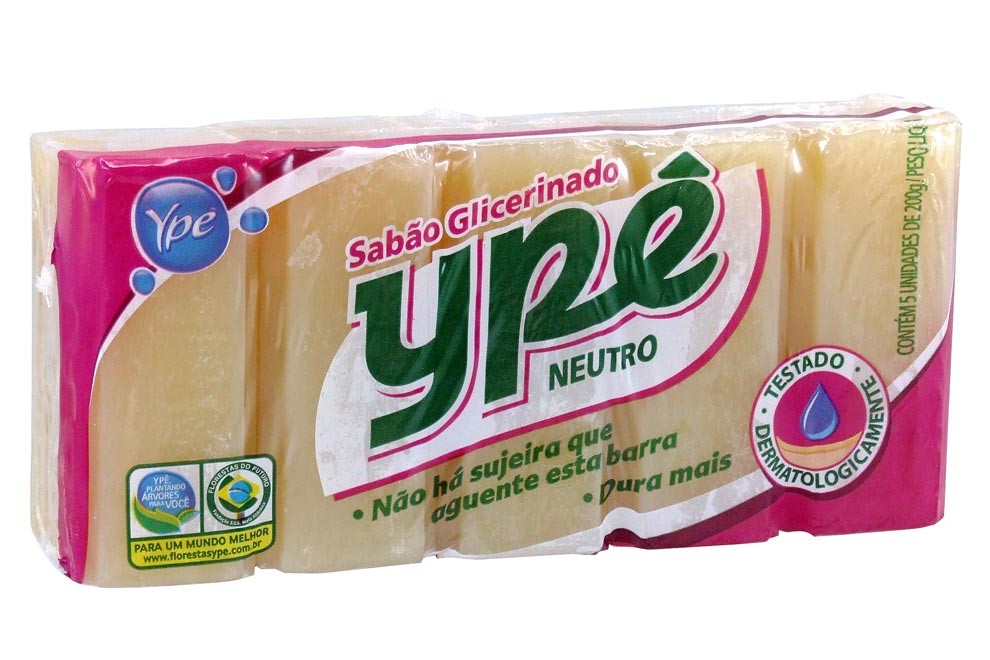 Ypê
Sabão Glicerinado
ypê
NEUTRO
• Não há sujeira que
aguente esta barra
• Dura mais
TESTADO •
DERMATOLOGICAMENTE •
CONTÉM 5 UNIDADES DE 200g / PESO LIQ
YPÊ
PLANTANDO
ÁRVORES
PARA VOCÊ
FLORESTAS DO FUTURO
PARA UM MUNDO MELHOR
www.florestasype.com.br